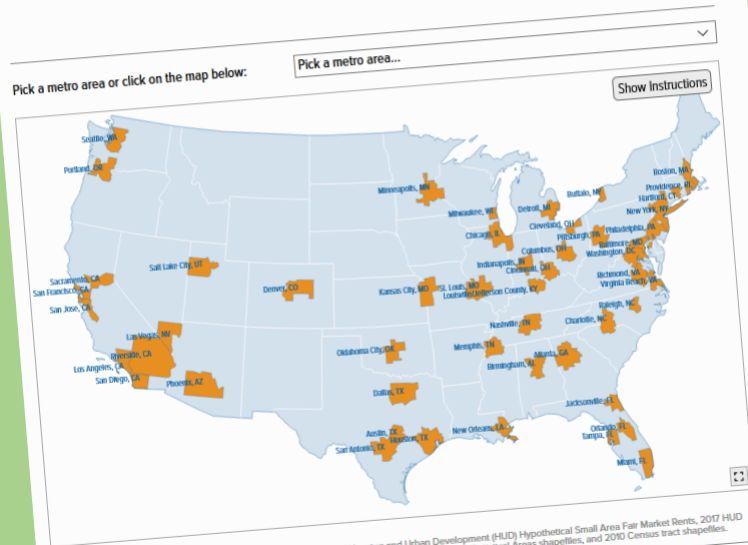 Pick a metro area or click on the map below:
Pick a metro area...
Show Instructions
Seattle, WA
Portland, OR
Minneapolis, MN
Milwaukee, WI
Chicago, IL
Detroit, MI
Buffalo, NY
Boston, MA
Providence, RI
Hartford, CT
New York, NY
Cleveland, OH
Pittsburgh, PA
Philadelphia, PA
Baltimore, MD
Washington, DC
Columbus, OH
Indianapolis, IN
Cincinnati, OH
Richmond, VA
Virginia Beach, VA
Sacramento, CA
San Francisco, CA
San Jose, CA
Salt Lake City, UT
Denver, CO
Kansas City, MO
St. Louis, MO
Louisville/Jefferson County, KY
Raleigh, NC
Charlotte, NC
Nashville, TN
Memphis, TN
Las Vegas, NV
Riverside, CA
Los Angeles, CA
San Diego, CA
Phoenix, AZ
Oklahoma City, OK
Birmingham, AL
Atlanta, GA
Dallas, TX
Austin, TX
Houston, TX
San Antonio, TX
New Orleans, LA
Jacksonville, FL
Orlando, FL
Tampa, FL
Miami, FL
and Urban Development (HUD) Hypothetical Small Area Fair Market Rents, 2017 HUD
Areas shapefiles, and 2010 Census tract shapefiles.